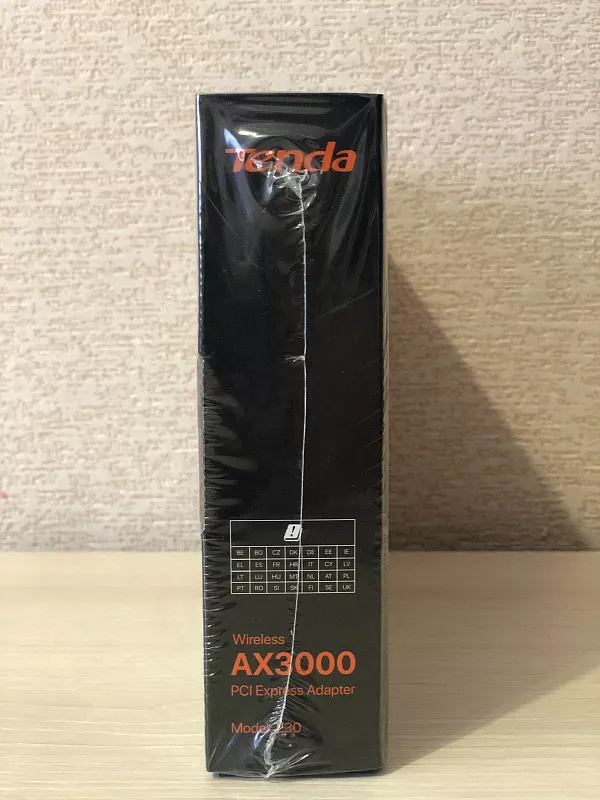 Tenda
!
BE BG CZ DK DE EE IE
EL ES FR HR IT CY LV
LT LU HU MT NL AT PL
PT RO SI SK FI SE UK
Wireless
AX3000
PCI Express Adapter
Model